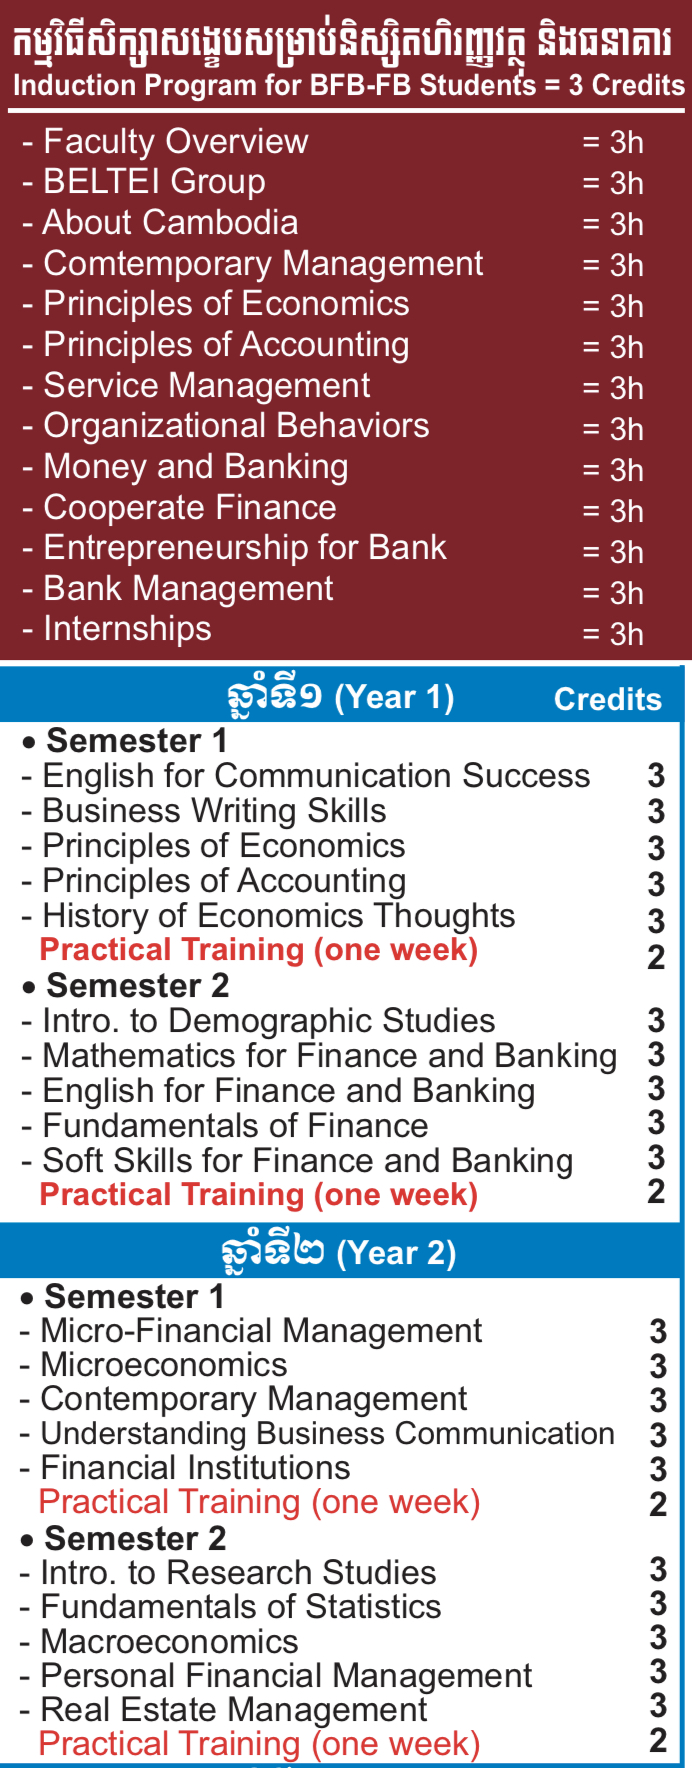 កម្មវិធីសិក្សាសង្ខេបសម្រាប់និស្សិតហិរញ្ញវត្ថុ និងធនាគារ
Induction Program for BFB-FB Students = 3 Credits
- Faculty Overview = 3h
- BELTEI Group = 3h
- About Cambodia = 3h
- Comtemporary Management = 3h
- Principles of Economics = 3h
- Principles of Accounting = 3h
- Service Management = 3h
- Organizational Behaviors = 3h
- Money and Banking = 3h
- Cooperate Finance = 3h
- Entrepreneurship for Bank = 3h
- Bank Management = 3h
- Internships = 3h
ឆ្នាំទី១ (Year 1) Credits
• Semester 1
- English for Communication Success 3
- Business Writing Skills 3
- Principles of Economics 3
- Principles of Accounting 3
- History of Economics Thoughts 3
Practical Training (one week) 2
• Semester 2
- Intro. to Demographic Studies 3
- Mathematics for Finance and Banking 3
- English for Finance and Banking 3
- Fundamentals of Finance 3
- Soft Skills for Finance and Banking 3
Practical Training (one week) 2
ឆ្នាំទី២ (Year 2)
• Semester 1
- Micro-Financial Management 3
- Microeconomics 3
- Contemporary Management 3
- Understanding Business Communication 3
- Financial Institutions 3
Practical Training (one week) 2
• Semester 2
- Intro. to Research Studies 3
- Fundamentals of Statistics 3
- Macroeconomics 3
- Personal Financial Management 3
- Real Estate Management 3
Practical Training (one week) 2